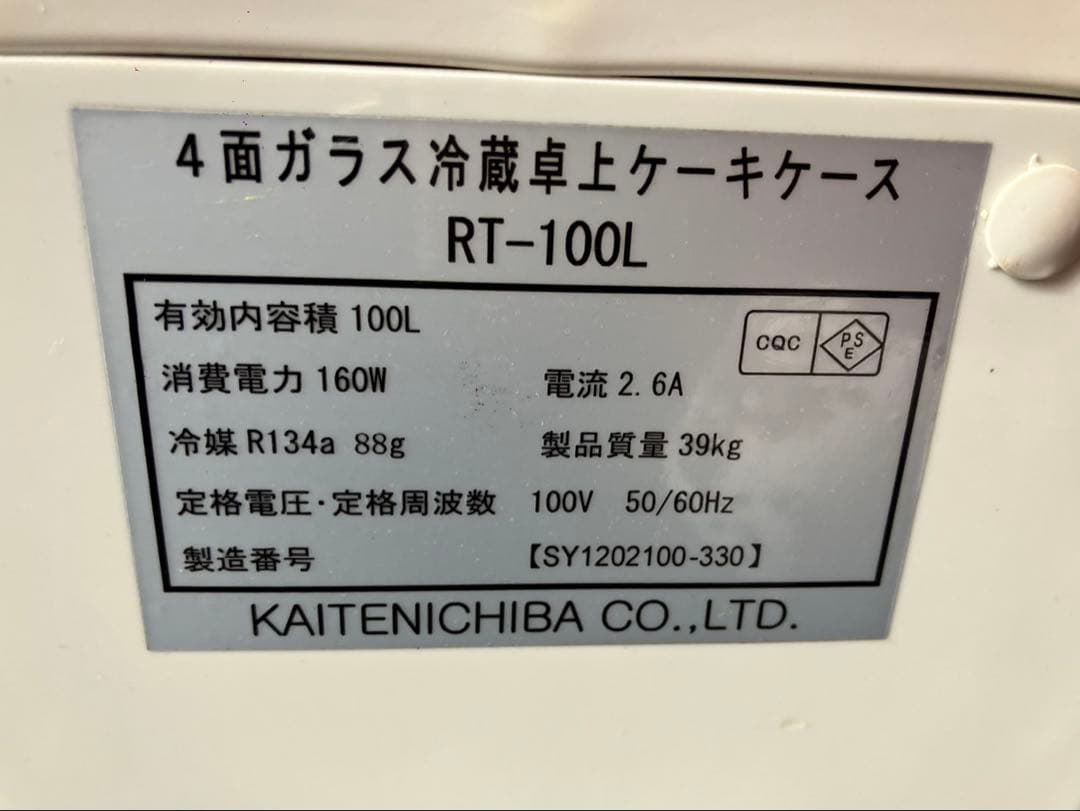 4面ガラス冷蔵卓上ケーキケース
RT-100L
有効内容積 100L
CQC PSE
消費電力 160W 電流 2.6A
冷媒 R134a 88g 製品質量 39kg
定格電圧・定格周波数 100V 50/60Hz
製造番号 【SY1202100-330】
KAITENICHIBA CO.,LTD.